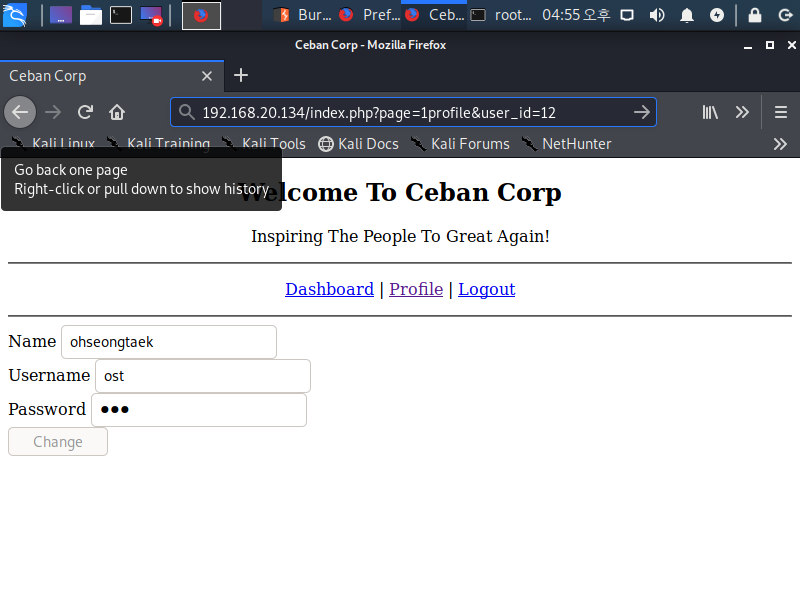 Bur... Pref... Ceb... root... 04:55 오후
Ceban Corp - Mozilla Firefox
Ceban Corp
192.168.20.134/index.php?page=1profile&user_id=12
Kali Linux Kali Training Kali Tools Kali Docs Kali Forums NetHunter
Go back one page
Right-click or pull down to show history
Welcome To Ceban Corp
Inspiring The People To Great Again!
Dashboard | Profile | Logout
Name ohseongtaek
Username ost
Password ●●●
Change